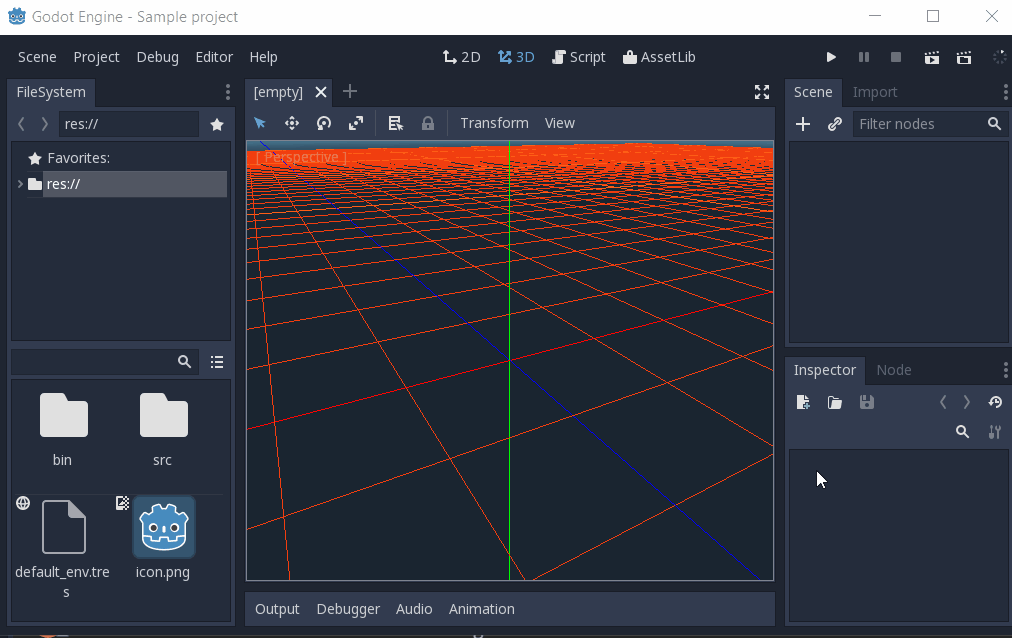 Godot Engine - Sample project
Scene Project Debug Editor Help 2D 3D Script AssetLib
FileSystem
res://
Favorites:
res://
bin
src
default_env.tre
s
icon.png
[empty]
Transform View
[ Perspective ]
Output Debugger Audio Animation
Scene Import
Filter nodes
Inspector Node